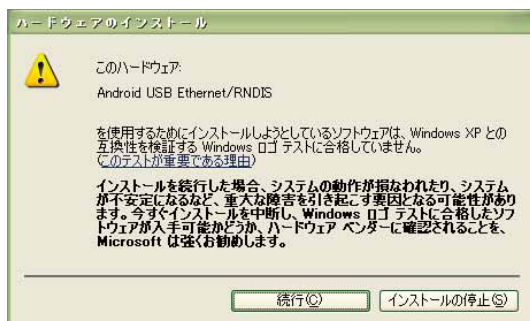 ハードウェアのインストール
このハードウェア:
Android USB Ethernet/RNDIS
を使用するためにインストールしようとしているソフトウェアは、Windows XP との
互換性を検証する Windows ロゴ テストに合格していません。
(このテストが重要である理由)
インストールを続行した場合、システムの動作が損なわれたり、システム
が不安定になるなど、重大な障害を引き起こす要因となる可能性があり
ます。今すぐインストールを中断し、Windows ロゴ テストに合格したソフ
トウェアが入手可能かどうか、ハードウェア ベンダーに確認されることを、
Microsoft は強くお勧めします。
続行(C) インストールの停止(S)